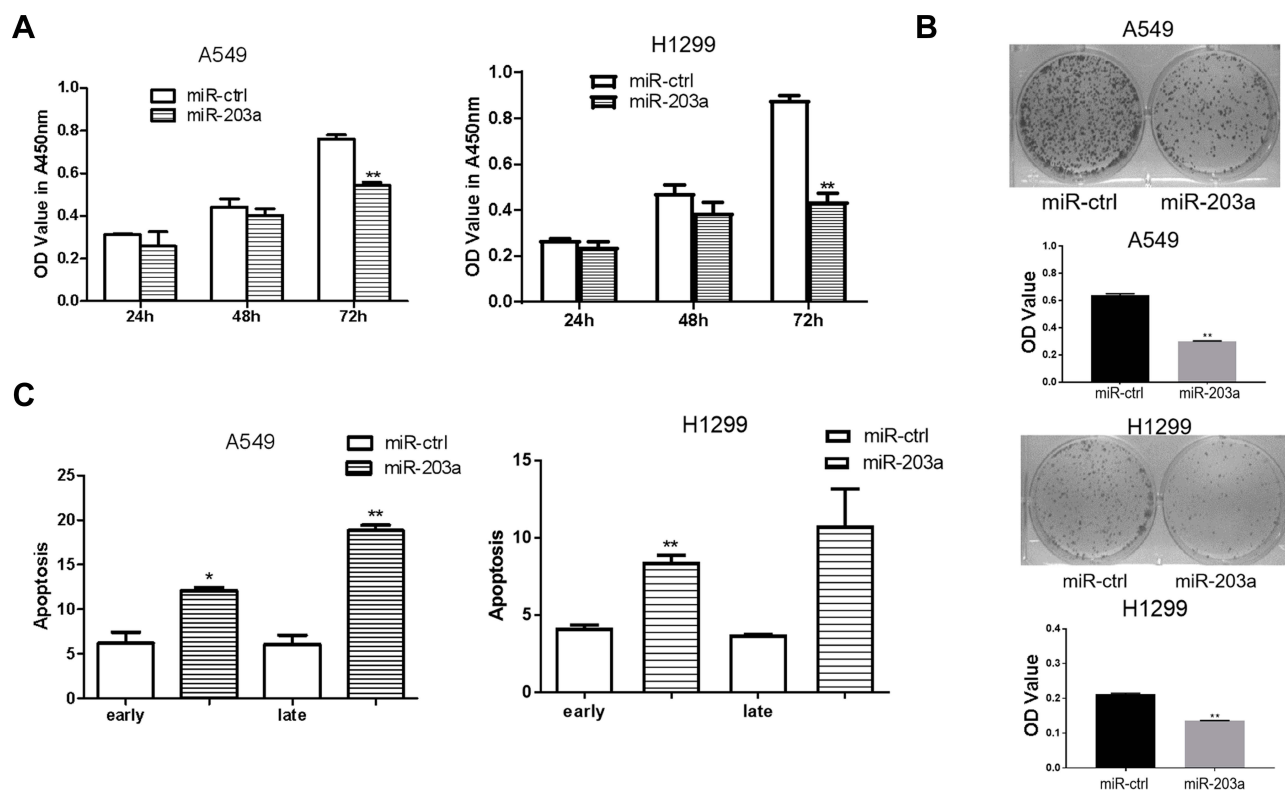 A
A549
miR-ctrl
miR-203a
OD Value in A450nm
1.0
0.8
0.6
0.4
0.2
0.0
24h
48h
72h
**
H1299
miR-ctrl
miR-203a
OD Value in A450nm
1.0
0.8
0.6
0.4
0.2
0.0
24h
48h
72h
**
B
A549
miR-ctrl
miR-203a
A549
OD Value
1.0
0.8
0.6
0.4
0.2
0.0
**
miR-ctrl
miR-203a
H1299
miR-ctrl
miR-203a
H1299
OD Value
0.4
0.3
0.2
0.1
0.0
**
miR-ctrl
miR-203a
C
A549
miR-ctrl
miR-203a
Apoptosis
25
20
15
10
5
0
*
**
early
late
H1299
miR-ctrl
miR-203a
Apoptosis
15
10
5
0
**
early
late